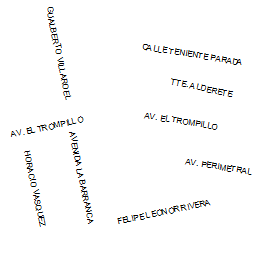 GUALBERTO VILLAROEL
CALLE TENIENTE PARADA
TTE. ALDERETE
AV. EL TROMPILLO
AV. EL TROMPILLO
AVENIDA LA BARRANCA
HORACIO VASQUEZ
AV. PERIMETRAL
FELIPE LEONOR RIVERA